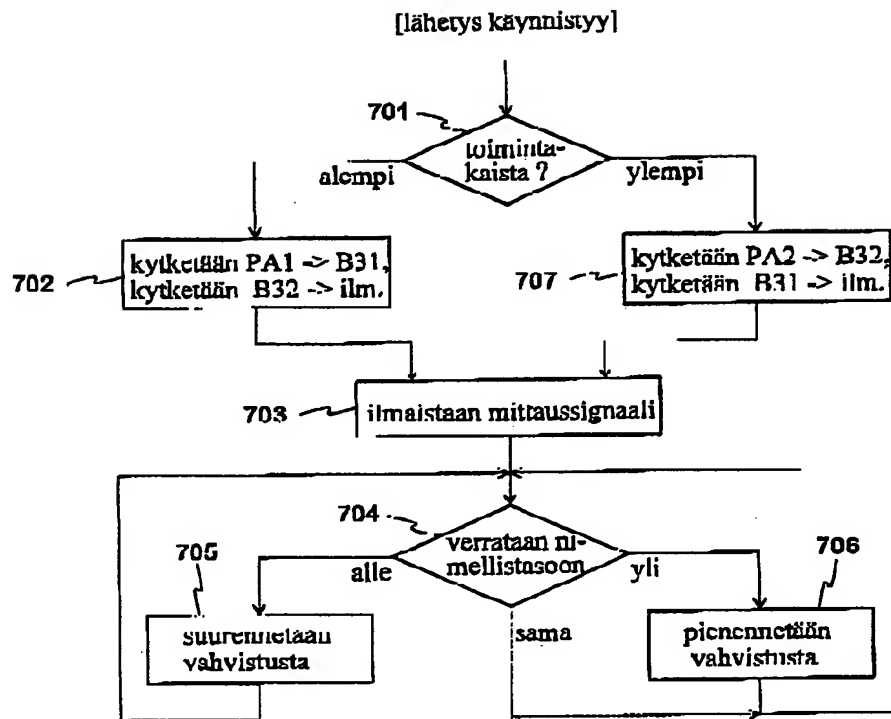 [lähetys käynnistyy]
701
toiminta-
kaista ?
alempi
ylempi
702
kytketään PA1 -> B31,
kytketään B32 -> ilm.
707
kytketään PA2 -> B32,
kytketään B31 -> ilm.
703
ilmaistaan mittaussignaali
704
verrataan ni-
mellistasoon
alle
yli
sama
705
suurennetaan
vahvistusta
706
pienennetään
vahvistusta